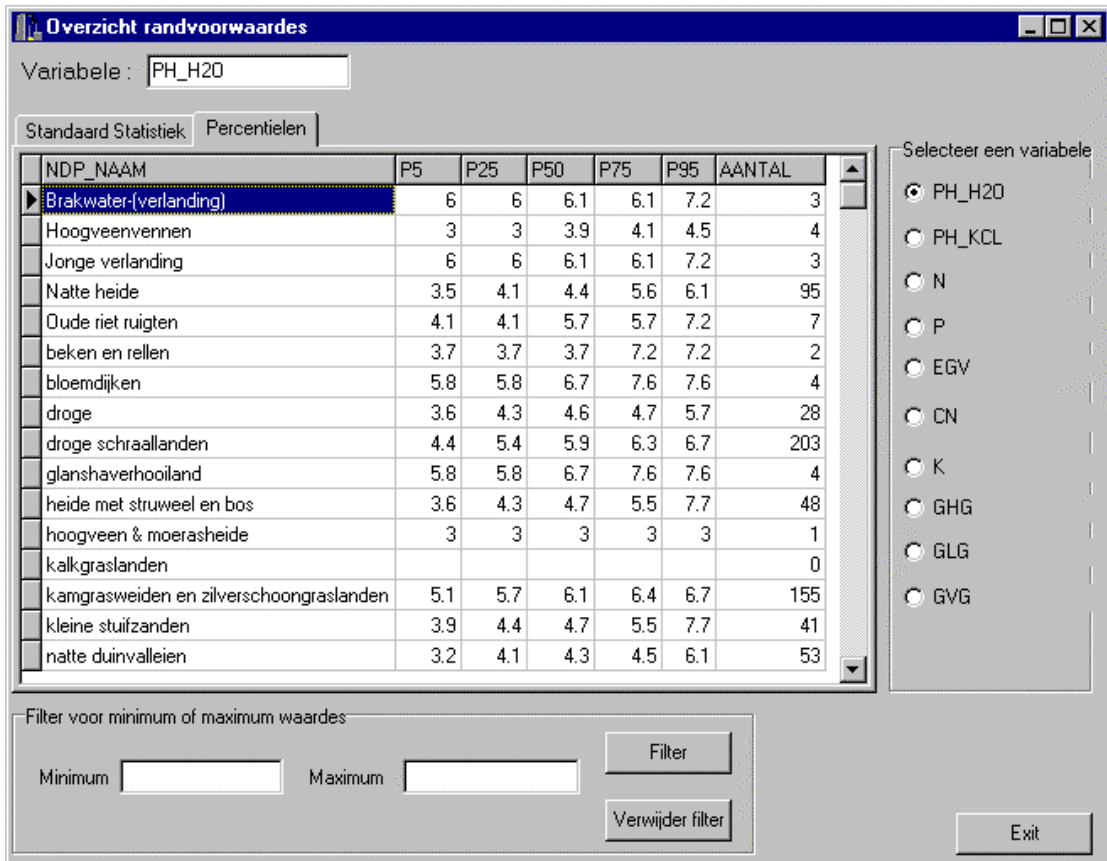 Overzicht randvoorwaardes
Variabele : PH_H2O
Standaard Statistiek Percentielen
NDP_NAAM P5 P25 P50 P75 P95 AANTAL
Brakwater-(verlanding) 6 6 6.1 6.1 7.2 3
Hoogveenvennen 3 3 3.9 4.1 4.5 4
Jonge verlanding 6 6 6.1 6.1 7.2 3
Natte heide 3.5 4.1 4.4 5.6 6.1 95
Oude riet ruigten 4.1 4.1 5.7 5.7 7.2 7
beken en rellen 3.7 3.7 3.7 7.2 7.2 2
bloemdijken 5.8 5.8 6.7 7.6 7.6 4
droge 3.6 4.3 4.6 4.7 5.7 28
droge schraallanden 4.4 5.4 5.9 6.3 6.7 203
glanshaverhooiland 5.8 5.8 6.7 7.6 7.6 4
heide met struweel en bos 3.6 4.3 4.7 5.5 7.7 48
hoogveen & moerasheide 3 3 3 3 3 1
kalkgraslanden 0
kamgrasweiden en zilverschoongraslanden 5.1 5.7 6.1 6.4 6.7 155
kleine stuifzanden 3.9 4.4 4.7 5.5 7.7 41
natte duinvalleien 3.2 4.1 4.3 4.5 6.1 53
Selecteer een variabele
PH_H2O
PH_KCL
N
P
EGV
CN
K
GHG
GLG
GVG
Filter voor minimum of maximum waardes
Minimum Maximum Filter
Verwijder filter
Exit